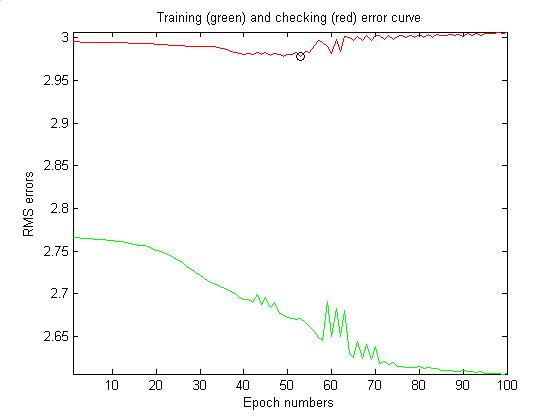 Training (green) and checking (red) error curve
3
2.95
2.9
2.85
2.8
2.75
2.7
2.65
RMS errors
10 20 30 40 50 60 70 80 90 100
Epoch numbers